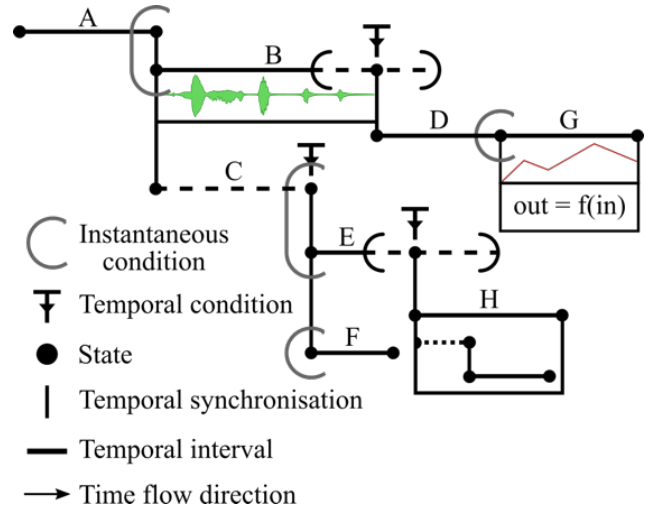 A
B
D
G
out = f(in)
C
E
F
H
Instantaneous
condition
Temporal condition
State
Temporal synchronisation
Temporal interval
Time flow direction